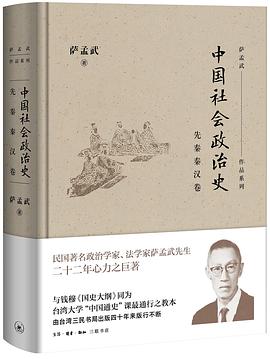 萨孟武
作品系列
萨孟武
著
中国社会政治史
先秦秦汉卷
萨孟武
作品系列
中国社会政治史
先秦秦汉卷
萨孟武 著
民国著名政治学家、法学家萨孟武先生
二十二年心力之巨著
与钱穆《国史大纲》同为
台湾大学“中国通史”课最通行之教本
由台湾三民书局出版四十年来版行不断
生活·讀書·新知 三联书店